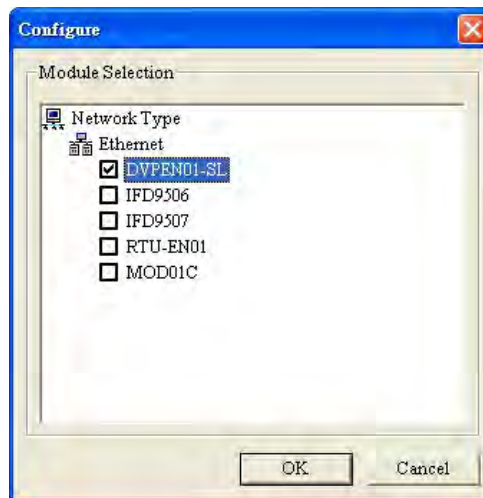 Configure
Module Selection
Network Type
Ethernet
DVPEN01-SL
IFD9506
IFD9507
RTU-EN01
MOD01C
OK
Cancel